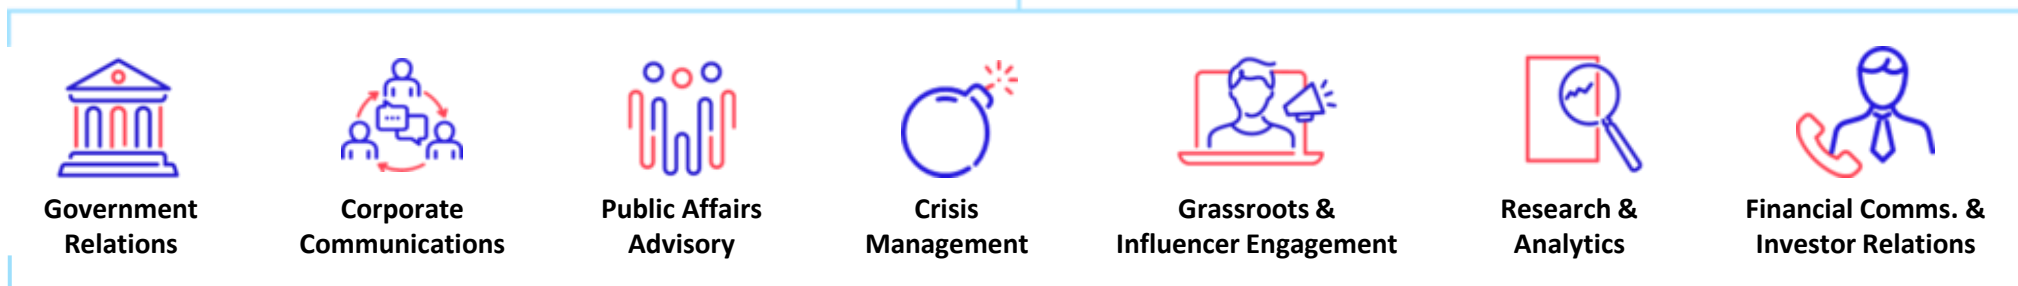 Government
Relations
Corporate
Communications
Public Affairs
Advisory
Crisis
Management
Grassroots &
Influencer Engagement
Research &
Analytics
Financial Comms. &
Investor Relations